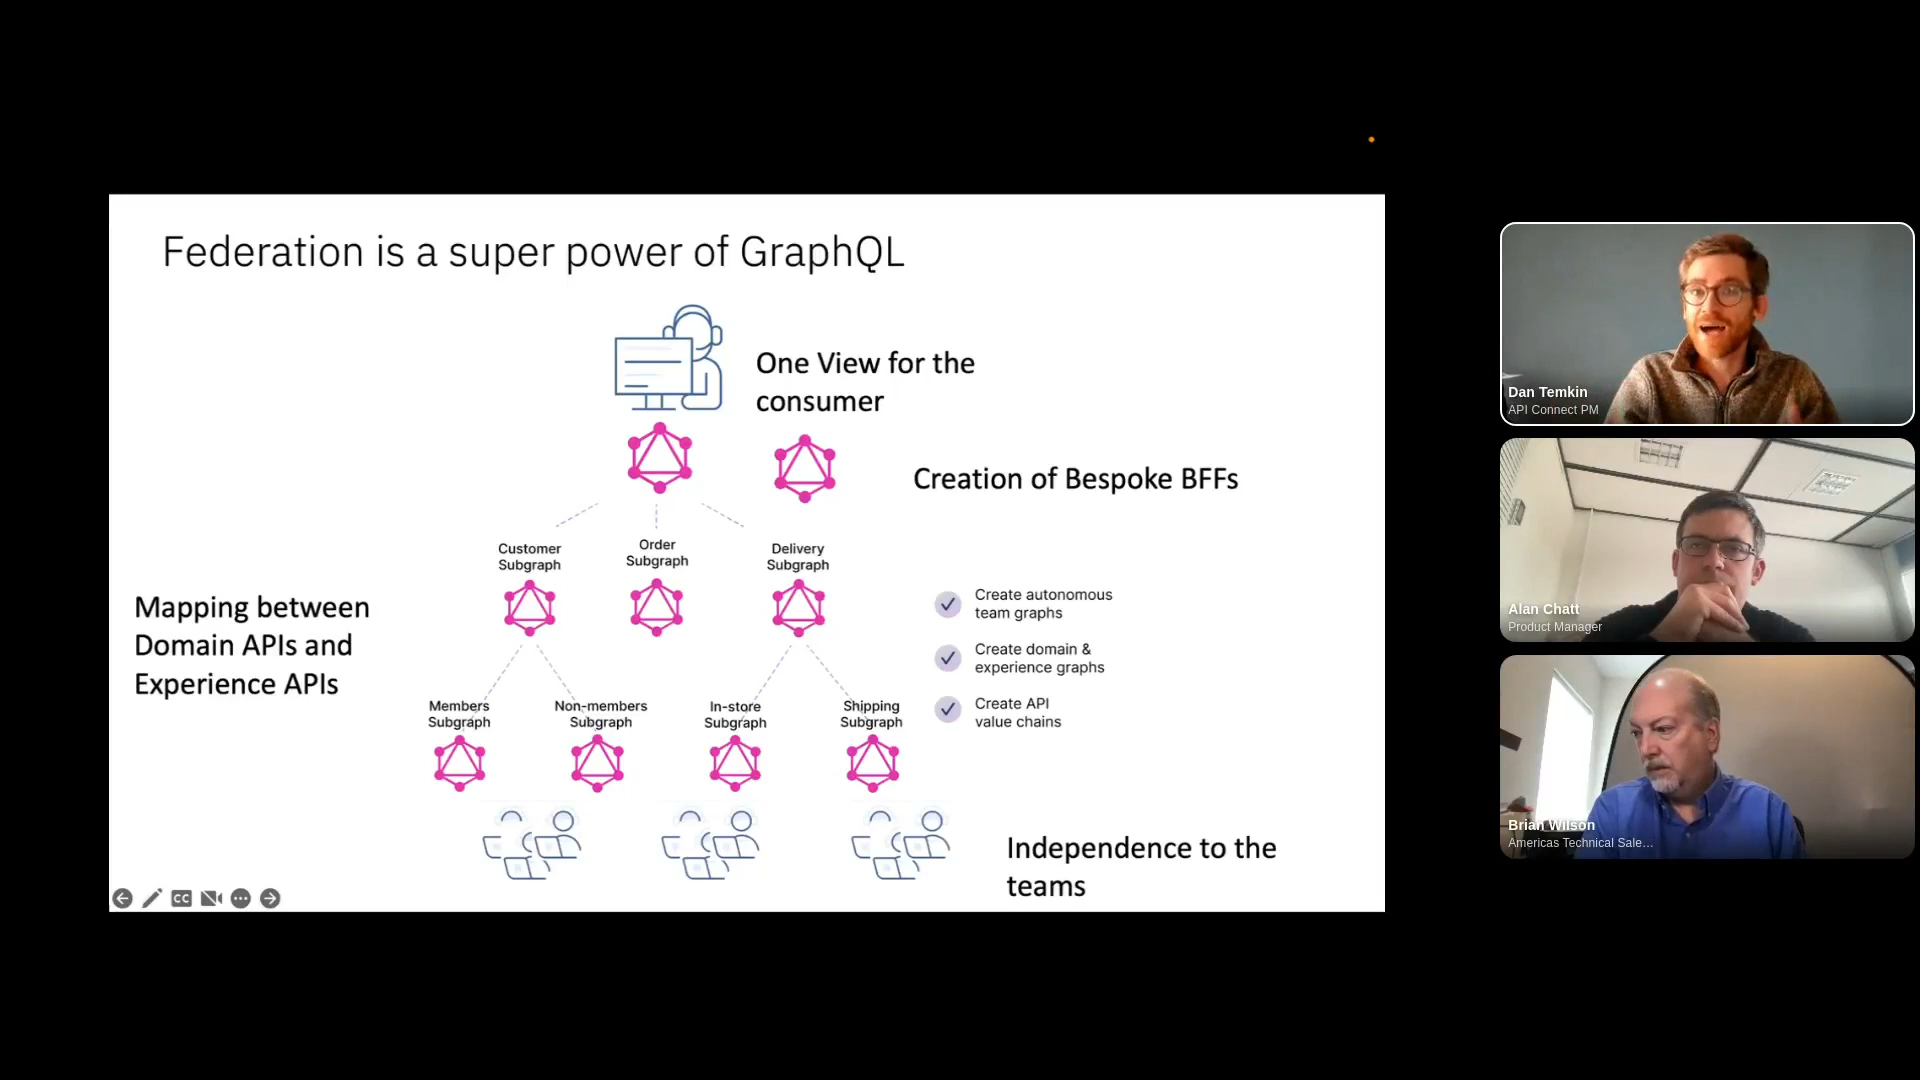 Federation is a super power of GraphQL
One View for the
consumer
Creation of Bespoke BFFs
Customer
Subgraph
Order
Subgraph
Delivery
Subgraph
Mapping between
Domain APIs and
Experience APIs
Create autonomous
team graphs
Create domain &
experience graphs
Create API
value chains
Members
Subgraph
Non-members
Subgraph
In-store
Subgraph
Shipping
Subgraph
Independence to the
teams
CC
Dan Temkin
API Connect PM
Alan Chatt
Product Manager
Brian Wilson
Americas Technical Sale...